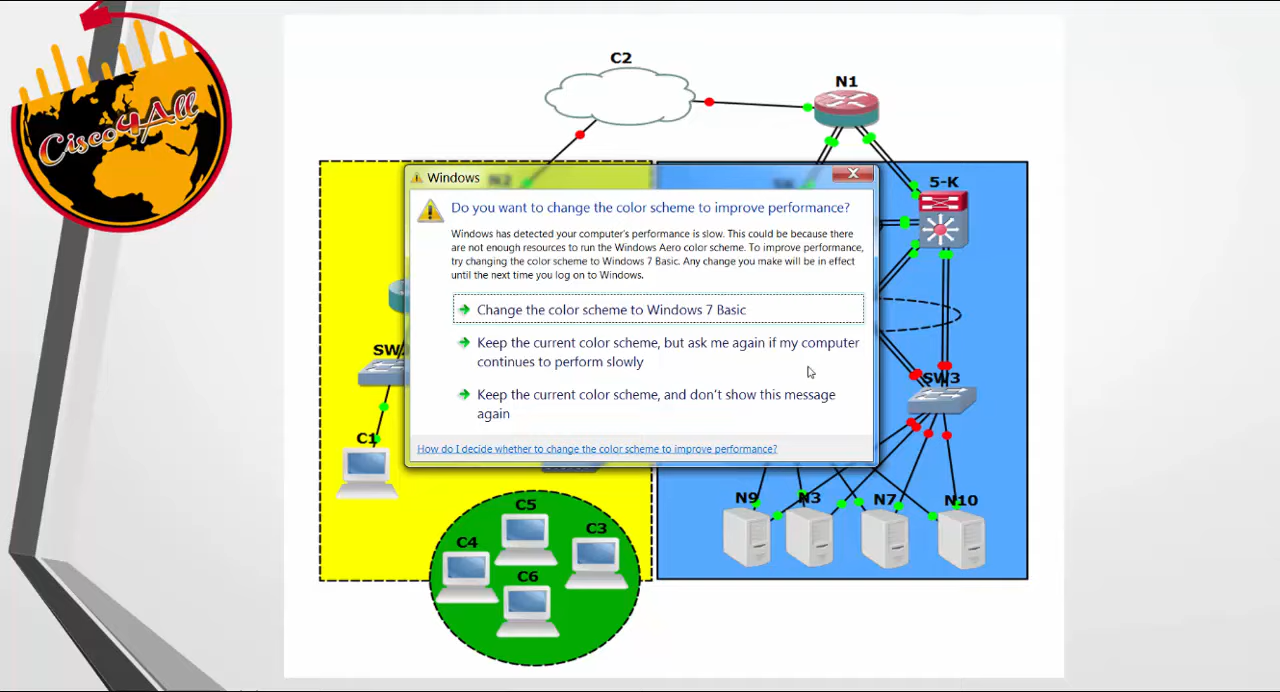 Cisco4All
C2
N1
5-K
Windows
N2
Do you want to change the color scheme to improve performance?
Windows has detected your computer's performance is slow. This could be because there
are not enough resources to run the Windows Aero color scheme. To improve performance,
try changing the color scheme to Windows 7 Basic. Any change you make will be in effect
until the next time you log on to Windows.
Change the color scheme to Windows 7 Basic
Keep the current color scheme, but ask me again if my computer
continues to perform slowly
Keep the current color scheme, and don't show this message
again
How do I decide whether to change the color scheme to improve performance?
SW
SW3
C1
N9
N3
N7
N10
C5
C3
C4
C6